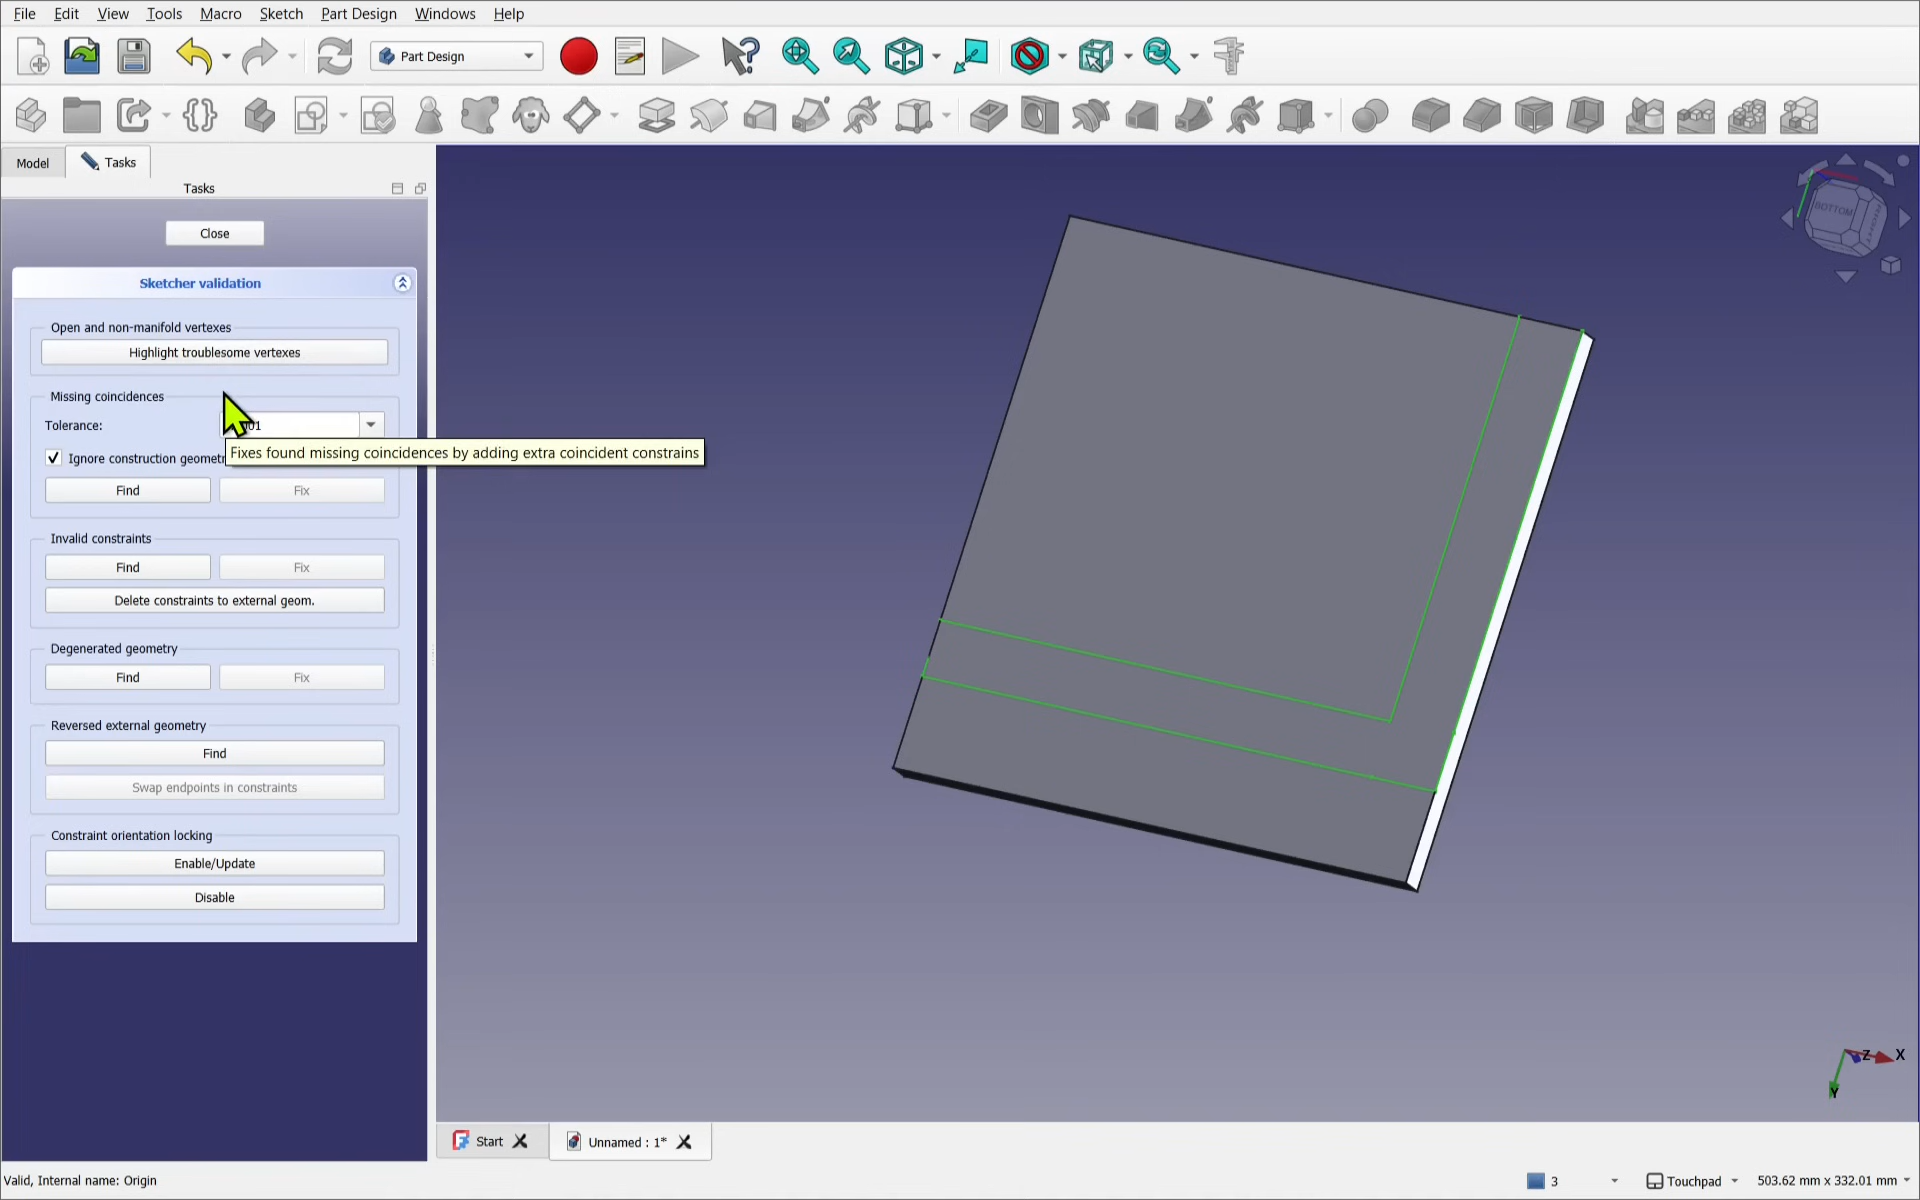 File Edit View Tools Macro Sketch Part Design Windows Help
Part Design
Model Tasks
Tasks
Close
Sketcher validation
Open and non-manifold vertexes
Highlight troublesome vertexes
Missing coincidences
Tolerance:
Ignore construction
Fixes found missing coincidences by adding extra coincident constrains
Find Fix
Invalid constraints
Find Fix
Delete constraints to external geom.
Degenerated geometry
Find Fix
Reversed external geometry
Find
Swap endpoints in constraints
Constraint orientation locking
Enable/Update
Disable
BOTTOM
Z X
Y
Start Unnamed : 1*
Valid, Internal name: Origin
3 Touchpad 503.62 mm x 332.01 mm